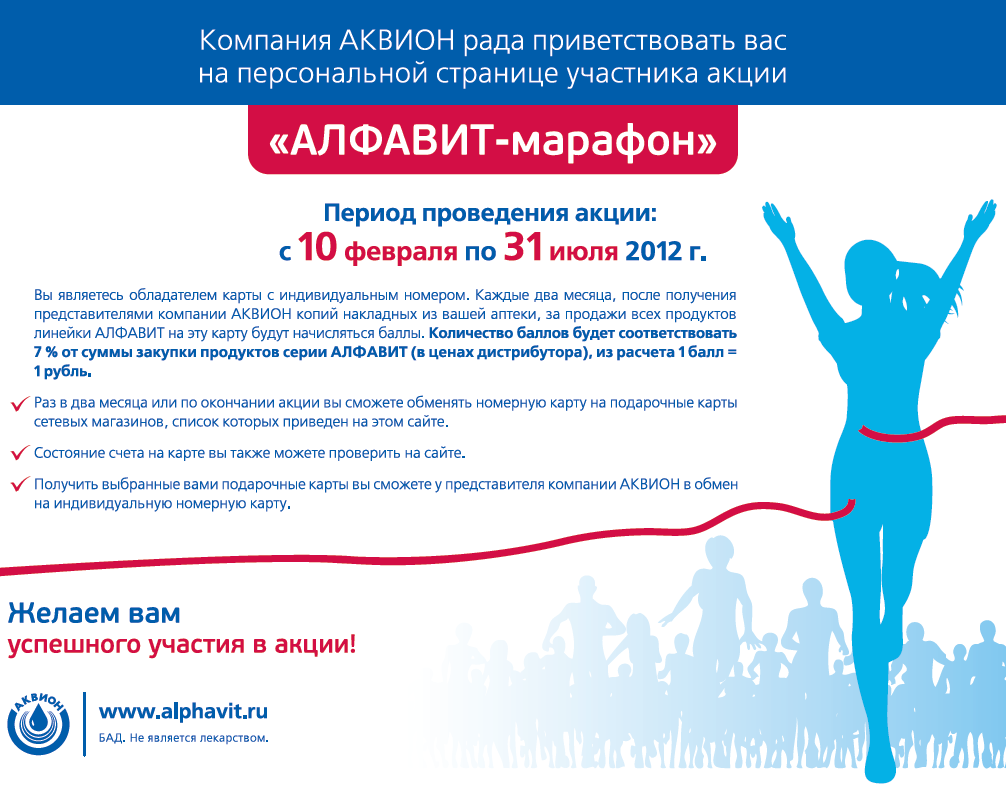 Компания АКВИОН рада приветствовать вас
на персональной странице участника акции
«АЛФАВИТ-марафон»
Период проведения акции:
с 10 февраля по 31 июля 2012 г.
Вы являетесь обладателем карты с индивидуальным номером. Каждые два месяца, после получения
представителями компании АКВИОН копий накладных из вашей аптеки, за продажи всех продуктов
линейки АЛФАВИТ на эту карту будут начисляться баллы. Количество баллов будет соответствовать
7 % от суммы закупки продуктов серии АЛФАВИТ (в ценах дистрибутора), из расчета 1 балл =
1 рубль.
Раз в два месяца или по окончании акции вы сможете обменять номерную карту на подарочные карты
сетевых магазинов, список которых приведен на этом сайте.
Состояние счета на карте вы также можете проверить на сайте.
Получить выбранные вами подарочные карты вы сможете у представителя компании АКВИОН в обмен
на индивидуальную номерную карту.
Желаем вам
успешного участия в акции!
АКВИОН
www.alphavit.ru
БАД. Не является лекарством.